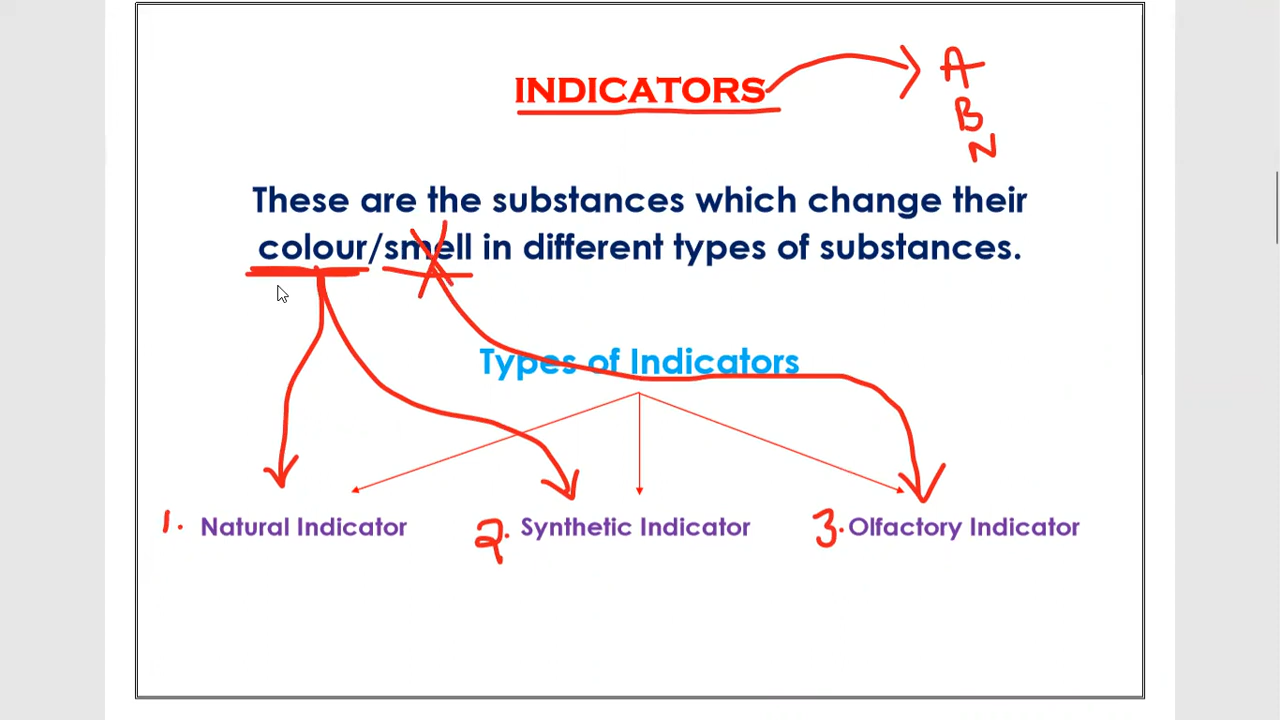 INDICATORS
A
B
N
These are the substances which change their
colour/smell in different types of substances.
Types of Indicators
1. Natural Indicator
2. Synthetic Indicator
3. Olfactory Indicator